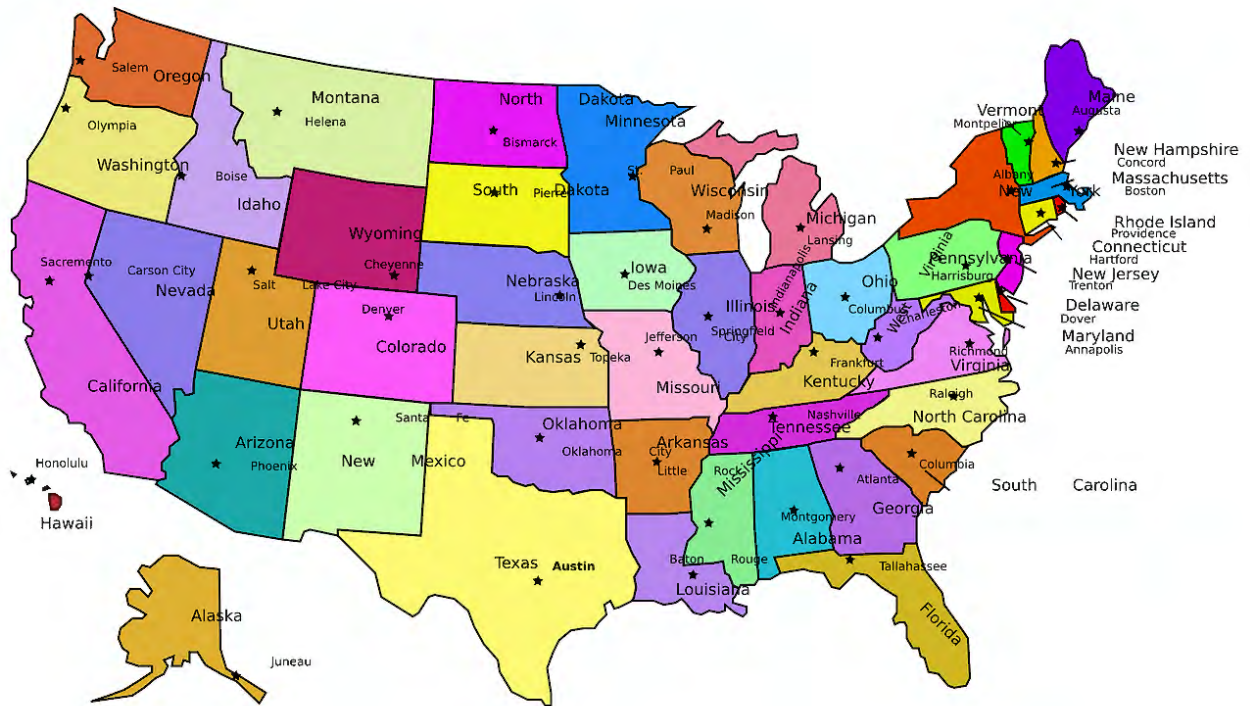 Salem Oregon
Olympia
Washington
Boise
Idaho
Montana
Helena
North Dakota
Bismarck
Minnesota
St. Paul
South Dakota
Pierre
Wyoming
Cheyenne
Sacremento
Carson City
Nevada
Salt Lake City
Utah
California
Denver
Colorado
Nebraska
Lincoln
Kansas
Topeka
Iowa
Des Moines
Wisconsin
Madison
Michigan
Lansing
Illinois
Springfield
Indianapolis
Indiana
Ohio
Columbus
Jefferson City
Missouri
Frankfurt
Kentucky
Nashville
Tennessee
West Virginia
Charleston
Richmond
Virginia
Raleigh
North Carolina
Columbia
South Carolina
Atlanta
Georgia
Montgomery
Alabama
Mississippi
Arkansas
Little Rock
Oklahoma
Oklahoma City
Arizona
Phoenix
Santa Fe
New Mexico
Texas
Austin
Baton Rouge
Louisiana
Tallahassee
Florida
Honolulu
Hawaii
Alaska
Juneau
Maine
Augusta
Vermont
Montpelier
New York
Albany
Pennsylvania
Harrisburg
New Hampshire
Concord
Massachusetts
Boston
Rhode Island
Providence
Connecticut
Hartford
New Jersey
Trenton
Delaware
Dover
Maryland
Annapolis